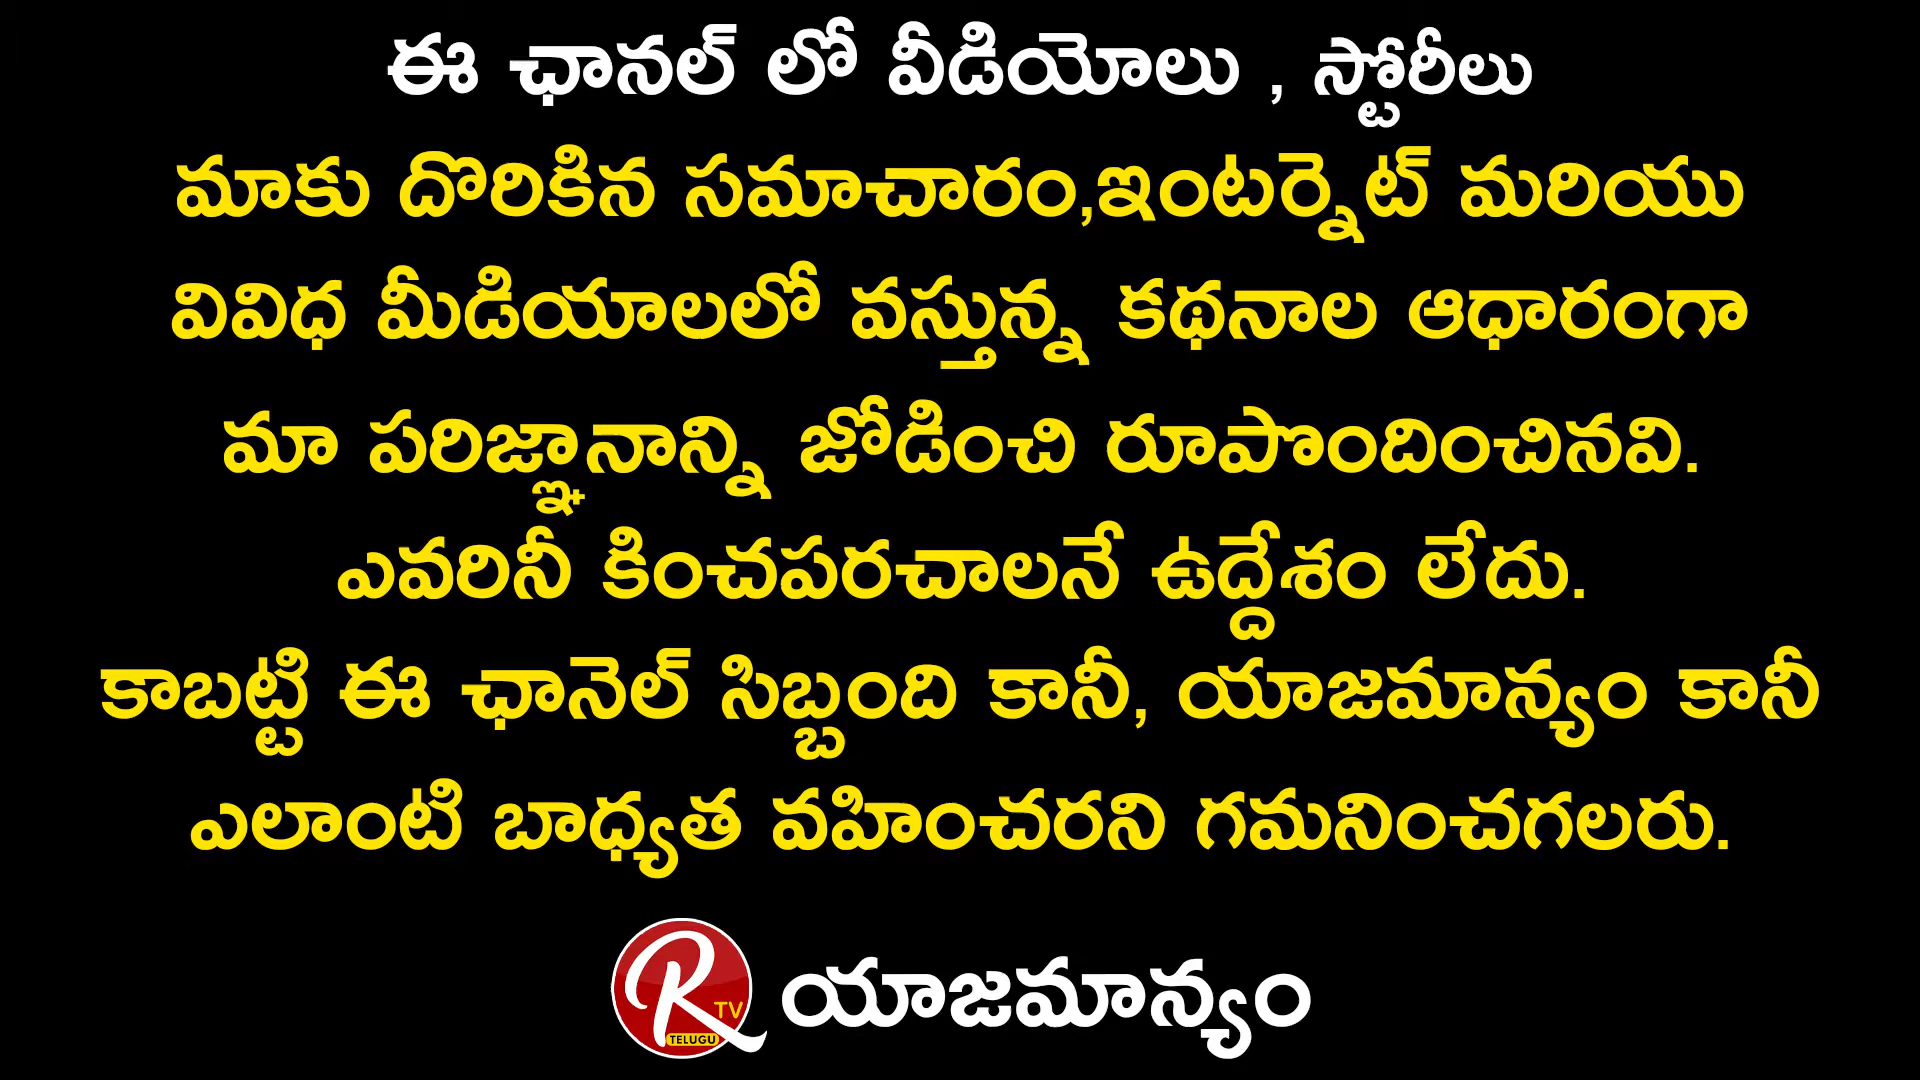 ఈ ఛానల్ లో వీడియోలు , స్టోరీలు
మాకు దొరికిన సమాచారం,ఇంటర్నెట్ మరియు
వివిధ మీడియాలలో వస్తున్న కథనాల ఆధారంగా
మా పరిజ్ఞానాన్ని జోడించి రూపొందించినవి.
ఎవరినీ కించపరచాలనే ఉద్దేశం లేదు.
కాబట్టి ఈ ఛానెల్ సిబ్బంది కానీ, యాజమాన్యం కానీ
ఎలాంటి బాధ్యత వహించరని గమనించగలరు.
R TV TELUGU యాజమాన్యం